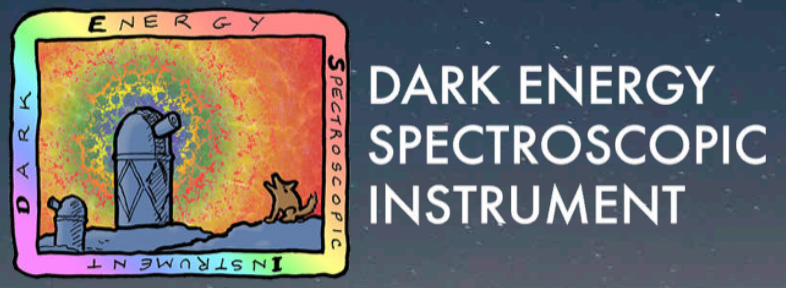 DARK ENERGY SPECTROSCOPIC INSTRUMENT
DARK ENERGY
SPECTROSCOPIC
INSTRUMENT